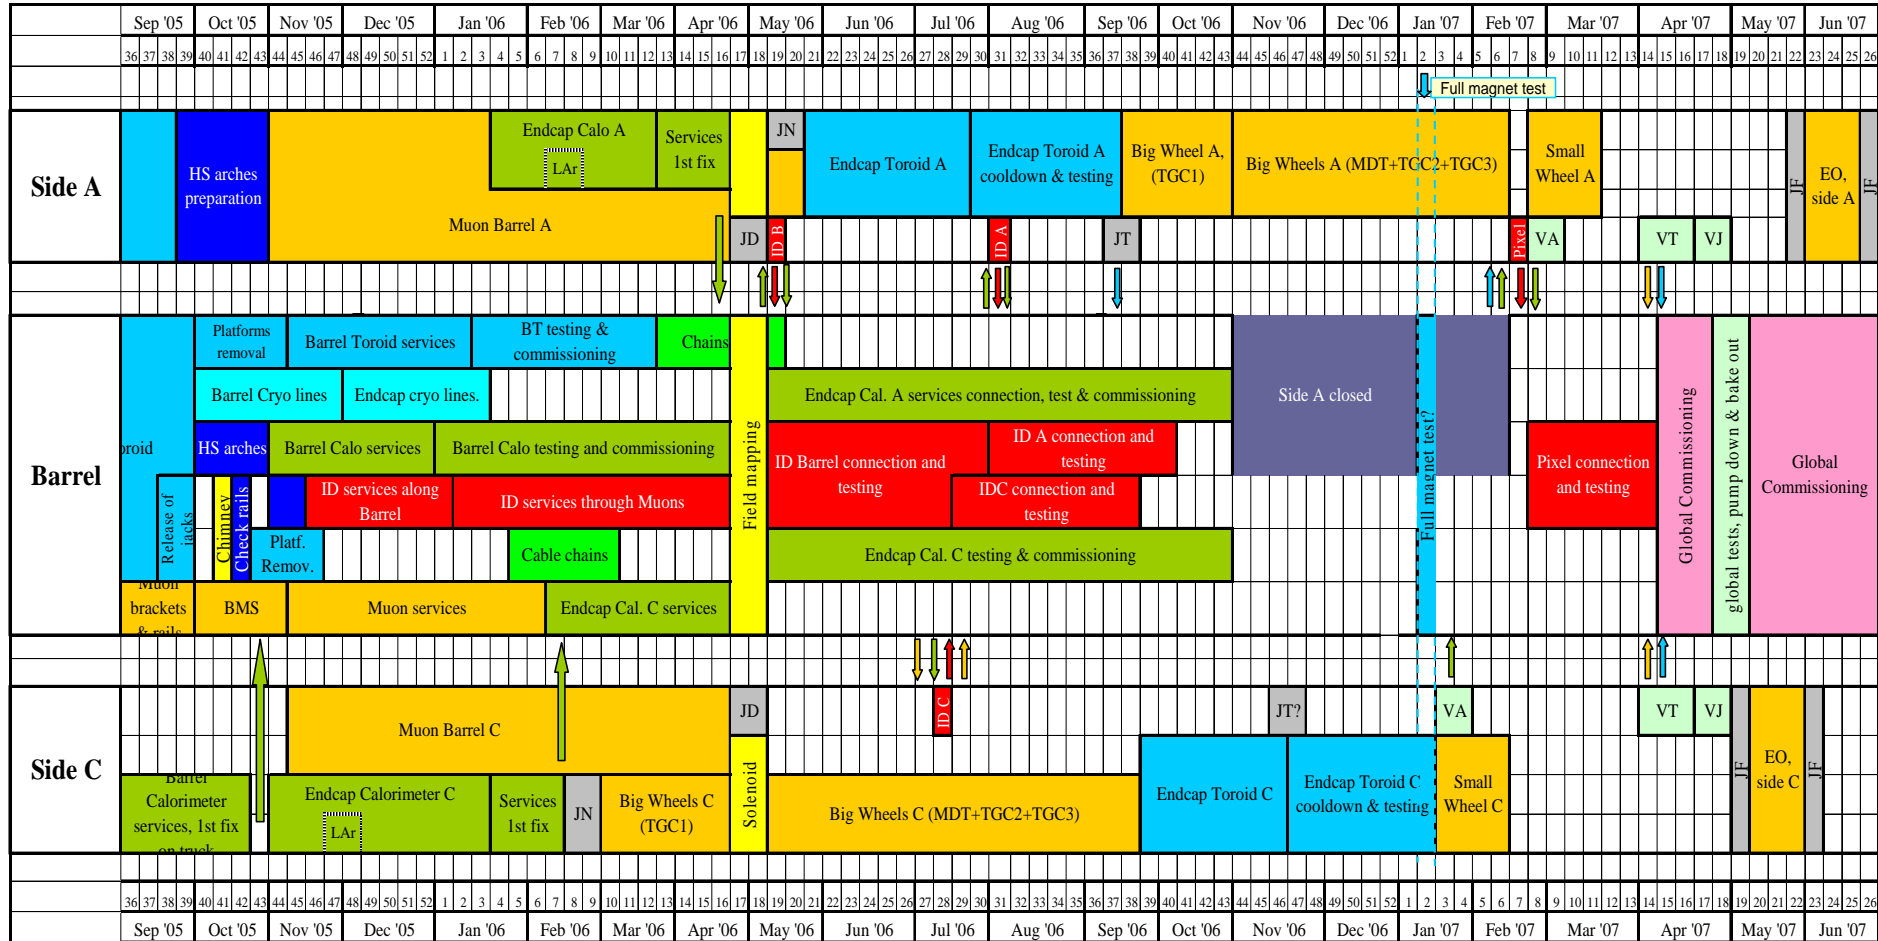 Sep '05 Oct '05 Nov '05 Dec '05 Jan '06 Feb '06 Mar '06 Apr '06 May '06 Jun '06 Jul '06 Aug '06 Sep '06 Oct '06 Nov '06 Dec '06 Jan '07 Feb '07 Mar '07 Apr '07 May '07 Jun '07
36 37 38 39 40 41 42 43 44 45 46 47 48 49 50 51 52 1 2 3 4 5 6 7 8 9 10 11 12 13 14 15 16 17 18 19 20 21 22 23 24 25 26 27 28 29 30 31 32 33 34 35 36 37 38 39 40 41 42 43 44 45 46 47 48 49 50 51 52 1 2 3 4 5 6 7 8 9 10 11 12 13 14 15 16 17 18 19 20 21 22 23 24 25 26
Full magnet test
Side A
HS arches
preparation
Muon Barrel A
Endcap Calo A
LAr
Services
1st fix
JN
Endcap Toroid A
Endcap Toroid A
cooldown & testing
Big Wheel A,
(TGC1)
Big Wheels A (MDT+TGC2+TGC3)
Small
Wheel A
JF
EO,
side A
JF
JD
ID B
ID A
JT
Pixel
VA
VT
VJ
Barrel
Platforms
removal
Barrel Toroid services
BT testing &
commissioning
Chains
Barrel Cryo lines
Endcap cryo lines.
Endcap Cal. A services connection, test & commissioning
Side A closed
oroid
HS arches
Barrel Calo services
Barrel Calo testing and commissioning
Field mapping
ID Barrel connection and
testing
ID A connection and
testing
Full magnet test?
Pixel connection
and testing
Global Commissioning
global tests, pump down & bake out
Global
Commissioning
Release of
jacks
Chimney
Check rails
ID services along
Barrel
ID services through Muons
IDC connection and
testing
Platf.
Remov.
Cable chains
Endcap Cal. C testing & commissioning
Muon
brackets
& rails
BMS
Muon services
Endcap Cal. C services
Side C
Muon Barrel C
JD
ID C
JT?
VA
VT
VJ
Barrel
Calorimeter
services, 1st fix
on truck
Endcap Calorimeter C
LAr
Services
1st fix
JN
Big Wheels C
(TGC1)
Solenoid
Big Wheels C (MDT+TGC2+TGC3)
Endcap Toroid C
Endcap Toroid C
cooldown & testing
Small
Wheel C
JF
EO,
side C
JF
36 37 38 39 40 41 42 43 44 45 46 47 48 49 50 51 52 1 2 3 4 5 6 7 8 9 10 11 12 13 14 15 16 17 18 19 20 21 22 23 24 25 26 27 28 29 30 31 32 33 34 35 36 37 38 39 40 41 42 43 44 45 46 47 48 49 50 51 52 1 2 3 4 5 6 7 8 9 10 11 12 13 14 15 16 17 18 19 20 21 22 23 24 25 26
Sep '05 Oct '05 Nov '05 Dec '05 Jan '06 Feb '06 Mar '06 Apr '06 May '06 Jun '06 Jul '06 Aug '06 Sep '06 Oct '06 Nov '06 Dec '06 Jan '07 Feb '07 Mar '07 Apr '07 May '07 Jun '07